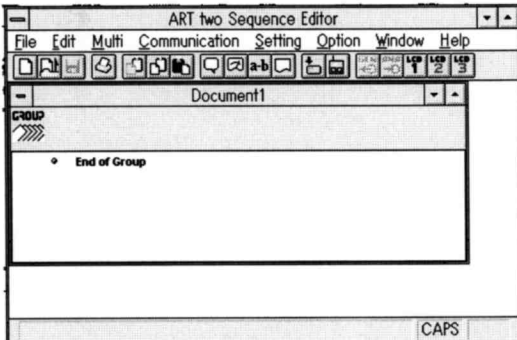 ART two Sequence Editor
File Edit Multi Communication Setting Option Window Help
a-b LCD 1 LCD 2 LCD 3
Document1
GROUP
End of Group
CAPS